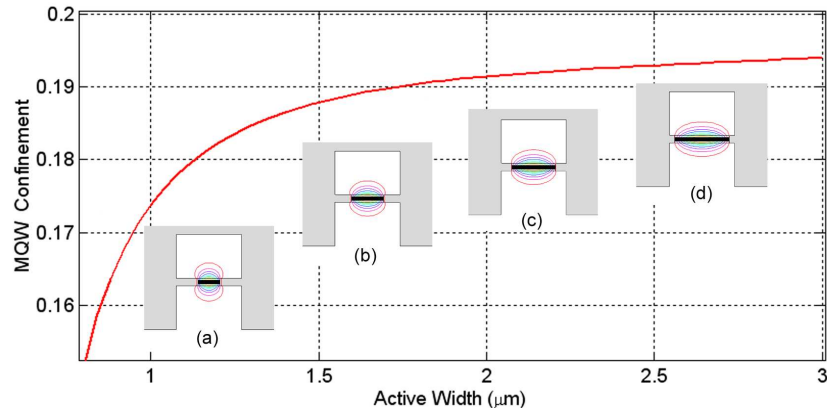 0.2
0.19
0.18
0.17
0.16
MQW Confinement
(a)
(b)
(c)
(d)
1
1.5
2
2.5
3
Active Width (μm)